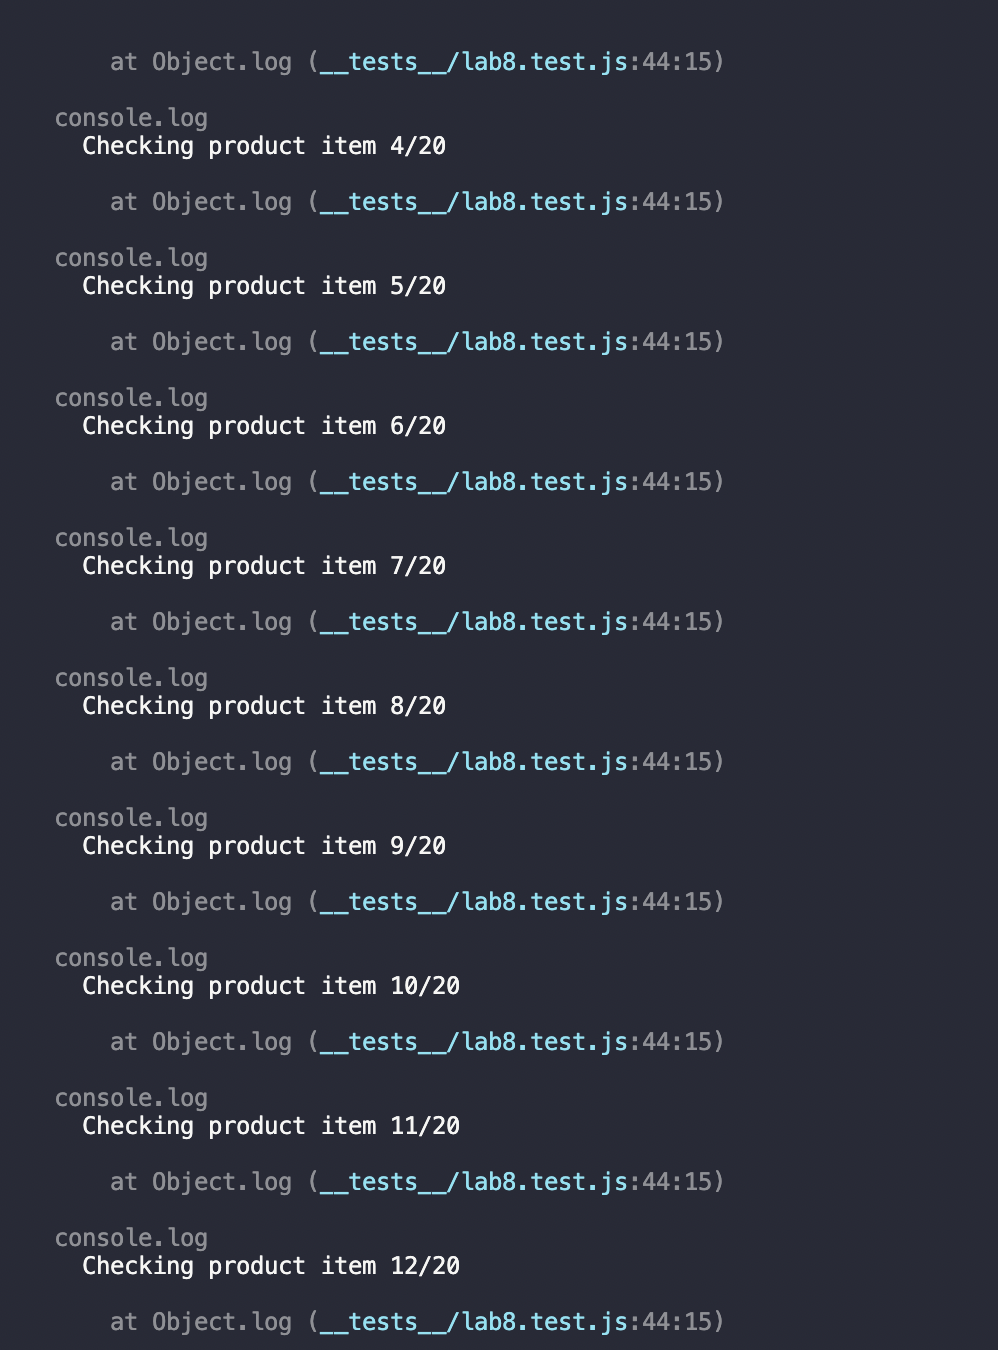 at Object.log (__tests__/lab8.test.js:44:15)
console.log
Checking product item 4/20
at Object.log (__tests__/lab8.test.js:44:15)
console.log
Checking product item 5/20
at Object.log (__tests__/lab8.test.js:44:15)
console.log
Checking product item 6/20
at Object.log (__tests__/lab8.test.js:44:15)
console.log
Checking product item 7/20
at Object.log (__tests__/lab8.test.js:44:15)
console.log
Checking product item 8/20
at Object.log (__tests__/lab8.test.js:44:15)
console.log
Checking product item 9/20
at Object.log (__tests__/lab8.test.js:44:15)
console.log
Checking product item 10/20
at Object.log (__tests__/lab8.test.js:44:15)
console.log
Checking product item 11/20
at Object.log (__tests__/lab8.test.js:44:15)
console.log
Checking product item 12/20
at Object.log (__tests__/lab8.test.js:44:15)